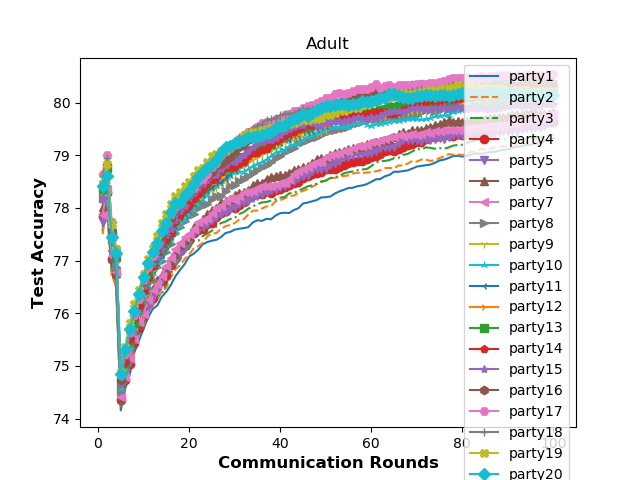 Adult
Test Accuracy
80
79
78
77
76
75
74
0
20
40
60
80
100
Communication Rounds
party1
party2
party3
party4
party5
party6
party7
party8
party9
party10
party11
party12
party13
party14
party15
party16
party17
party18
party19
party20